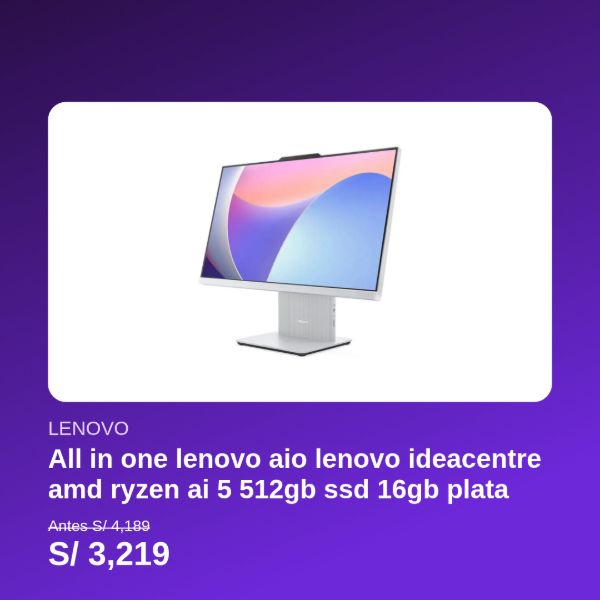 LENOVO
All in one lenovo aio lenovo ideacentre
amd ryzen ai 5 512gb ssd 16gb plata
Antes S/ 4,189
S/ 3,219